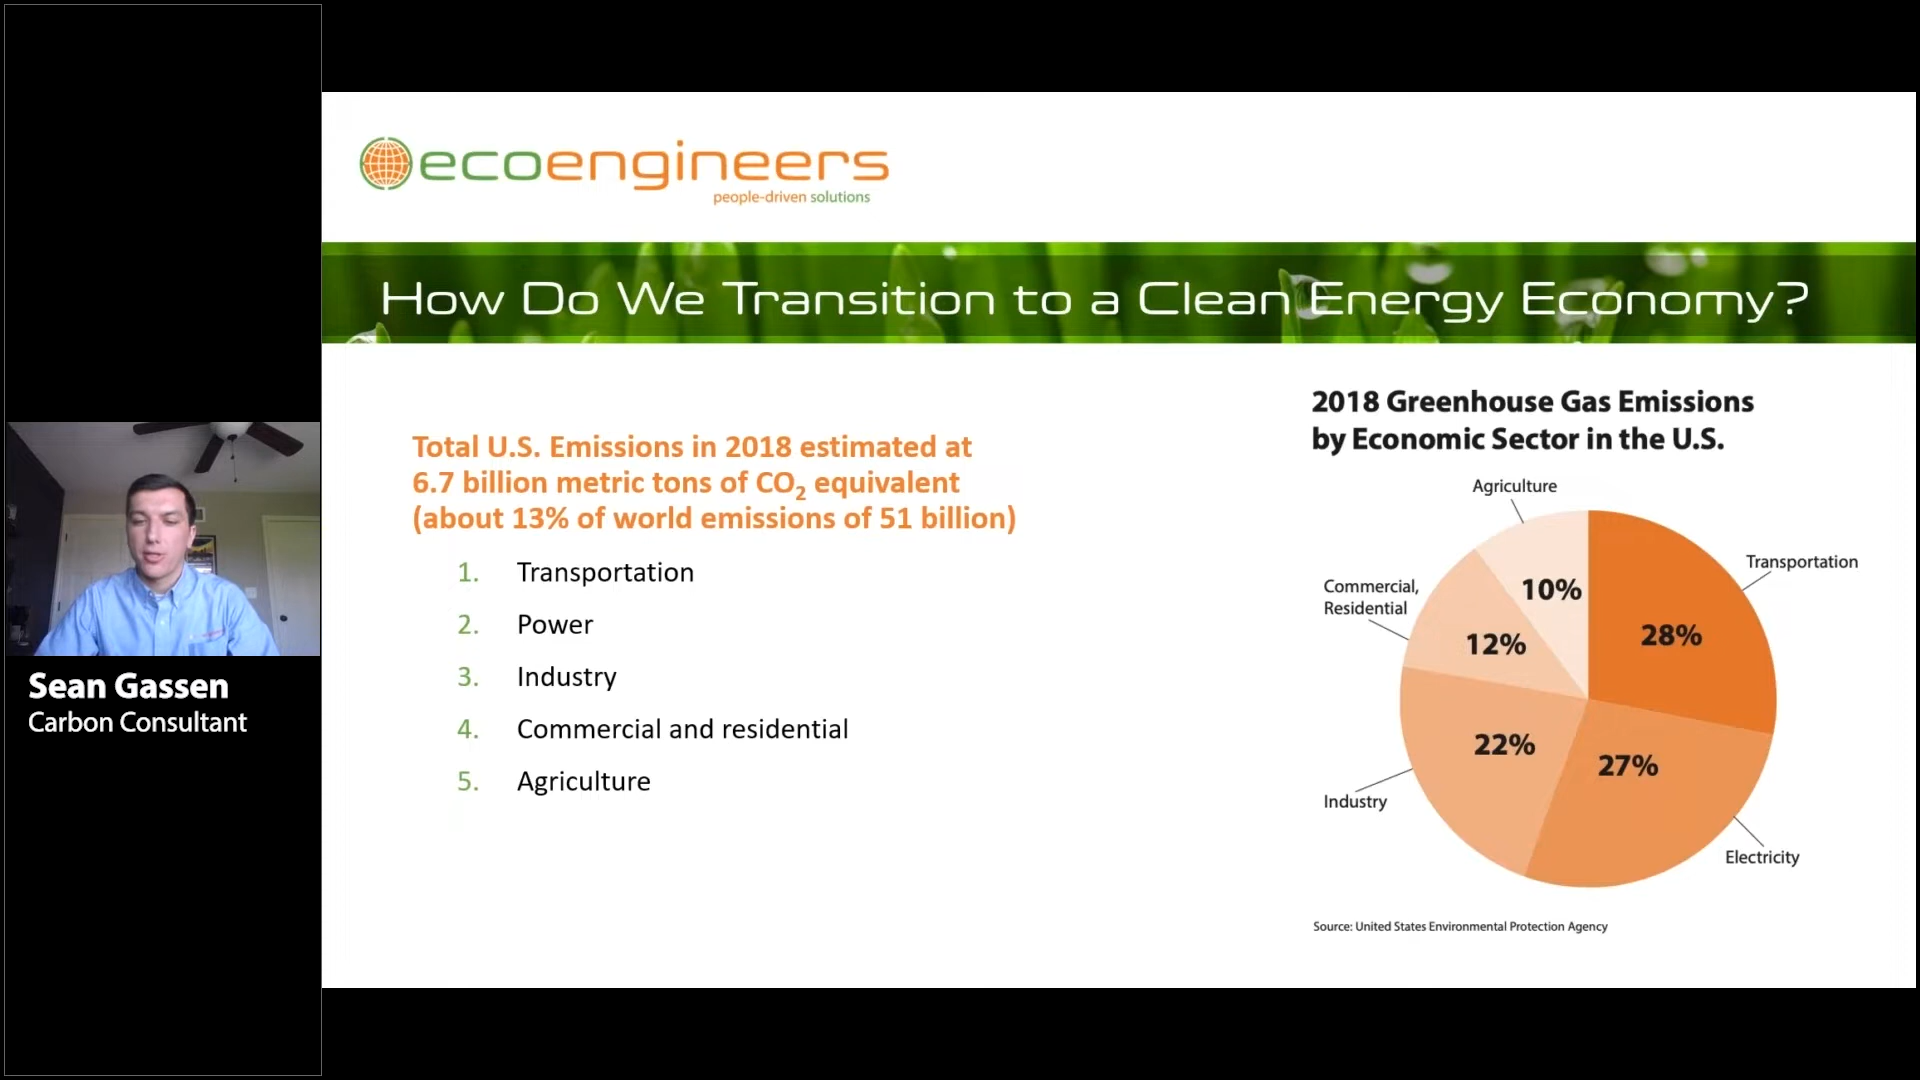 ecoengineers
people-driven solutions
How Do We Transition to a Clean Energy Economy?
Total U.S. Emissions in 2018 estimated at
6.7 billion metric tons of CO₂ equivalent
(about 13% of world emissions of 51 billion)
1. Transportation
2. Power
3. Industry
4. Commercial and residential
5. Agriculture
2018 Greenhouse Gas Emissions
by Economic Sector in the U.S.
Agriculture
Transportation
Commercial,
Residential
10%
28%
12%
22%
27%
Industry
Electricity
Source: United States Environmental Protection Agency
Sean Gassen
Carbon Consultant